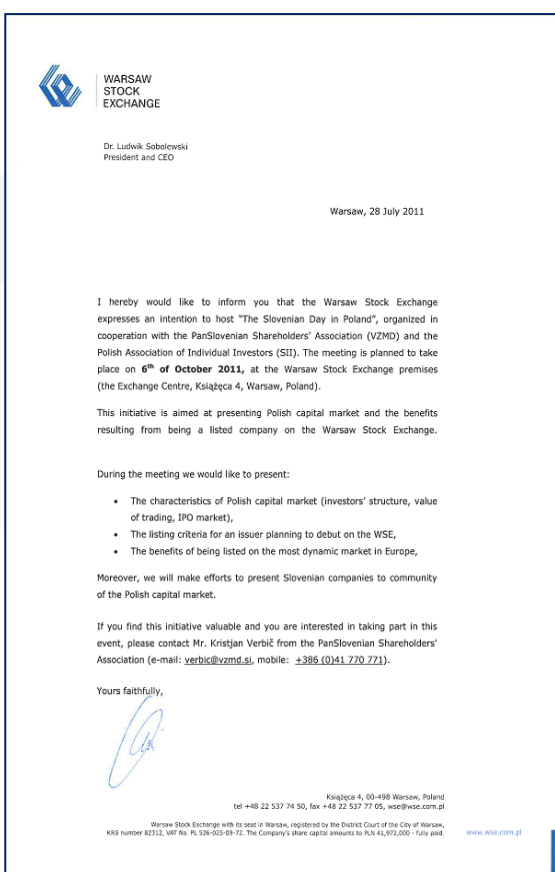 WARSAW
STOCK
EXCHANGE
Dr. Ludwik Sobolewski
President and CEO
Warsaw, 28 July 2011
I hereby would like to inform you that the Warsaw Stock Exchange
expresses an intention to host "The Slovenian Day in Poland", organized in
cooperation with the PanSlovenian Shareholders' Association (VZMD) and the
Polish Association of Individual Investors (SII). The meeting is planned to take
place on 6th of October 2011, at the Warsaw Stock Exchange premises
(the Exchange Centre, Książęca 4, Warsaw, Poland).
This initiative is aimed at presenting Polish capital market and the benefits
resulting from being a listed company on the Warsaw Stock Exchange.
During the meeting we would like to present:
• The characteristics of Polish capital market (investors' structure, value
of trading, IPO market),
• The listing criteria for an issuer planning to debut on the WSE,
• The benefits of being listed on the most dynamic market in Europe,
Moreover, we will make efforts to present Slovenian companies to community
of the Polish capital market.
If you find this initiative valuable and you are interested in taking part in this
event, please contact Mr. Kristjan Verbič from the PanSlovenian Shareholders'
Association (e-mail: verbic@vzmd.si, mobile: +386 (0)41 770 771).
Yours faithfully,
Książęca 4, 00-498 Warsaw, Poland
tel +48 22 537 74 50, fax +48 22 537 77 05, wse@wse.com.pl
Warsaw Stock Exchange with its seat in Warsaw, registered by the District Court of the City of Warsaw,
KRS number 82312, VAT No. PL 526-025-09-72. The Company's share capital amounts to PLN 41,972,000 - fully paid.
www.wse.com.pl